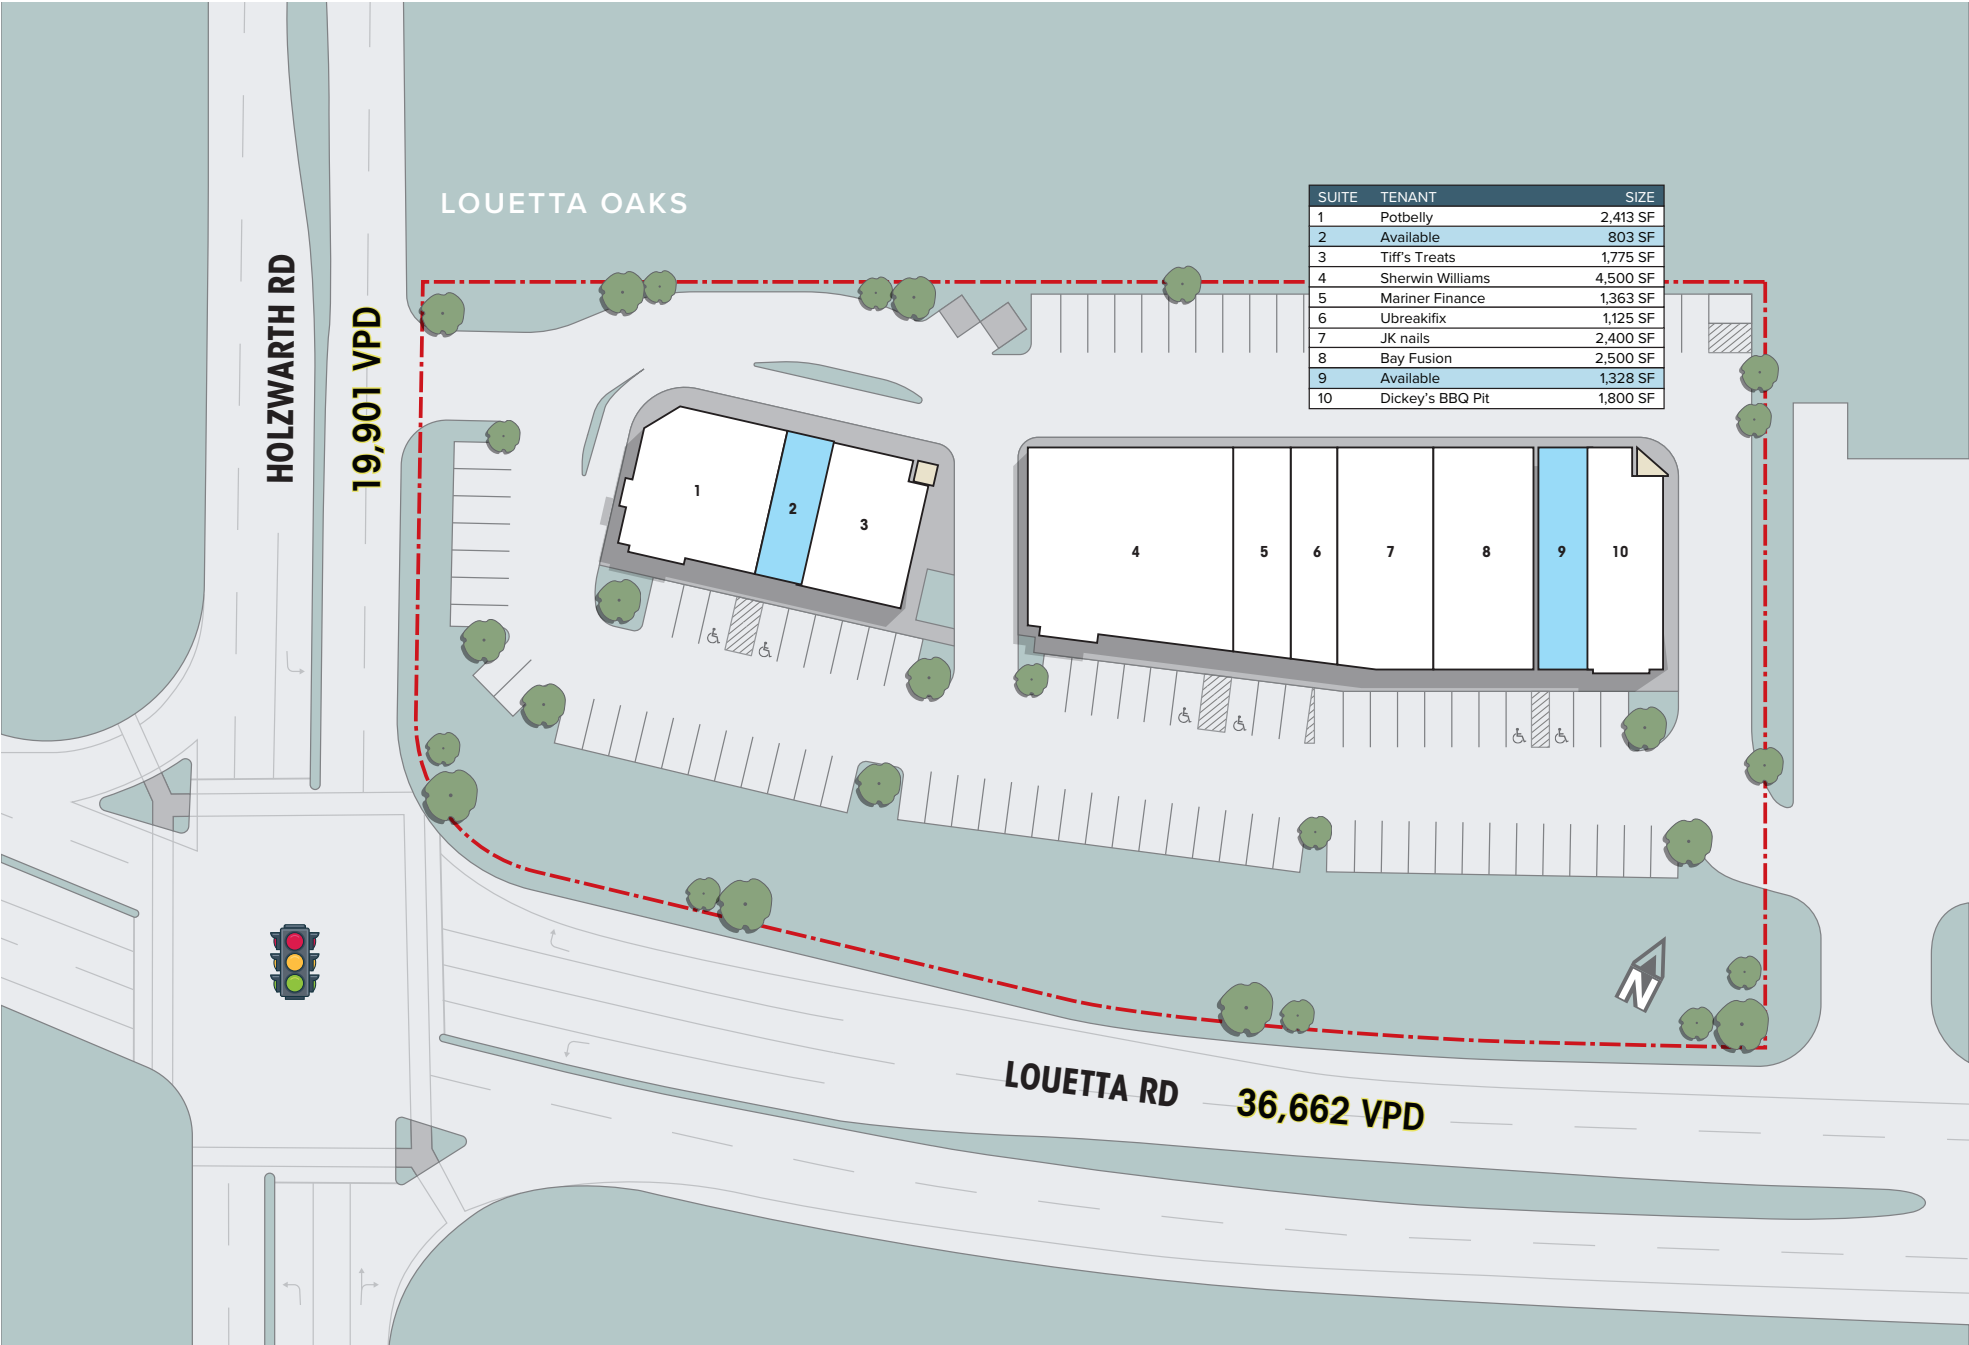 LOUETTA OAKS
SUITE TENANT SIZE
1 Potbelly 2,413 SF
2 Available 803 SF
3 Tiff's Treats 1,775 SF
4 Sherwin Williams 4,500 SF
5 Mariner Finance 1,363 SF
6 Ubreakifix 1,125 SF
7 JK nails 2,400 SF
8 Bay Fusion 2,500 SF
9 Available 1,328 SF
10 Dickey's BBQ Pit 1,800 SF
HOLZWARTH RD
19,901 VPD
1
2
3
4
5
6
7
8
9
10
N
LOUETTA RD
36,662 VPD